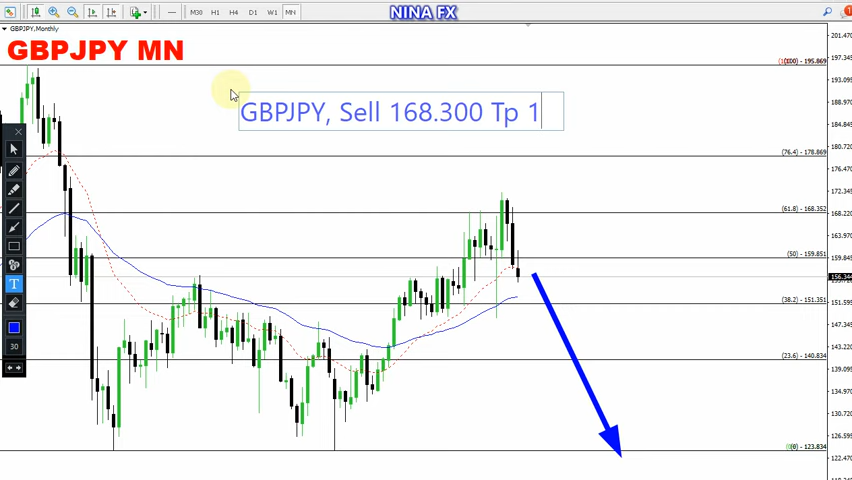 M30 H1 H4 D1 W1 MN
NINA FX
GBPJPY.Monthly
GBPJPY MN
GBPJPY, Sell 168.300 Tp 1
(100) - 195.869
(76.4) - 178.869
(61.8) - 168.352
(50) - 159.851
(38.2) - 151.351
(23.6) - 140.834
(0) - 123.834
201.470
197.345
193.095
188.970
184.845
180.720
176.470
172.345
168.220
163.970
159.845
156.344
151.595
147.345
143.220
139.095
134.970
130.720
126.595
122.470
T
30